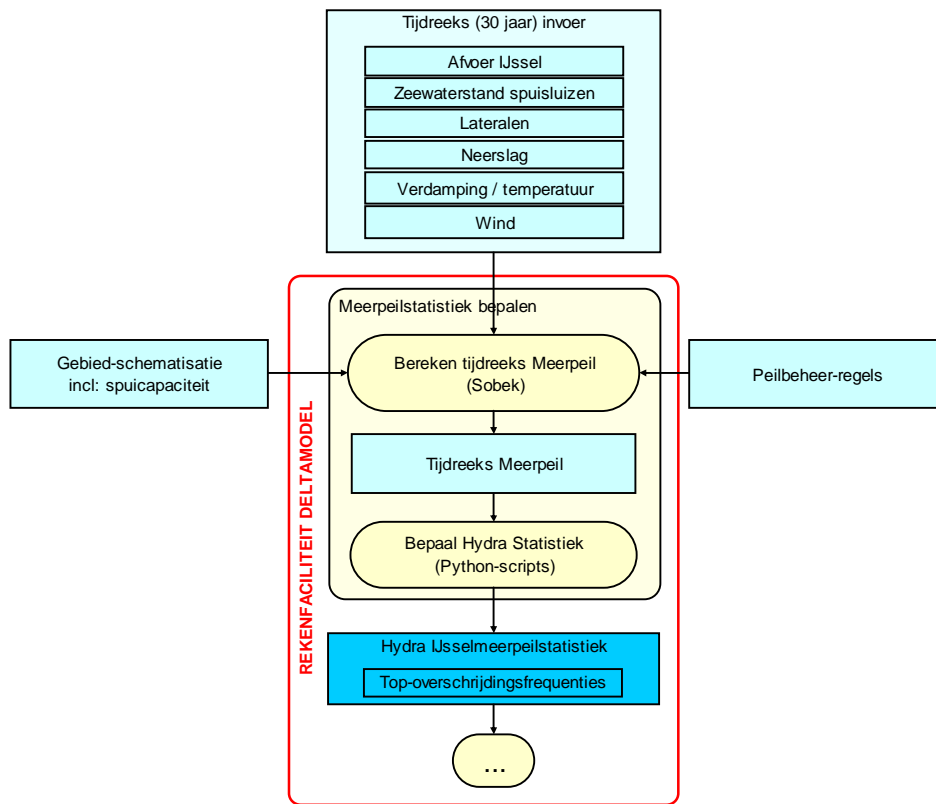 Tijdreeks (30 jaar) invoer
Afvoer IJssel
Zeewaterstand spuisluizen
Lateralen
Neerslag
Verdamping / temperatuur
Wind
Meerpeilstatistiek bepalen
Gebied-schematisatie
incl: spuicapaciteit
Bereken tijdreeks Meerpeil
(Sobek)
Peilbeheer-regels
Tijdreeks Meerpeil
REKENFACILITEIT DELTAMODEL
Bepaal Hydra Statistiek
(Python-scripts)
Hydra IJsselmeerpeilstatistiek
Top-overschrijdingsfrequenties
...